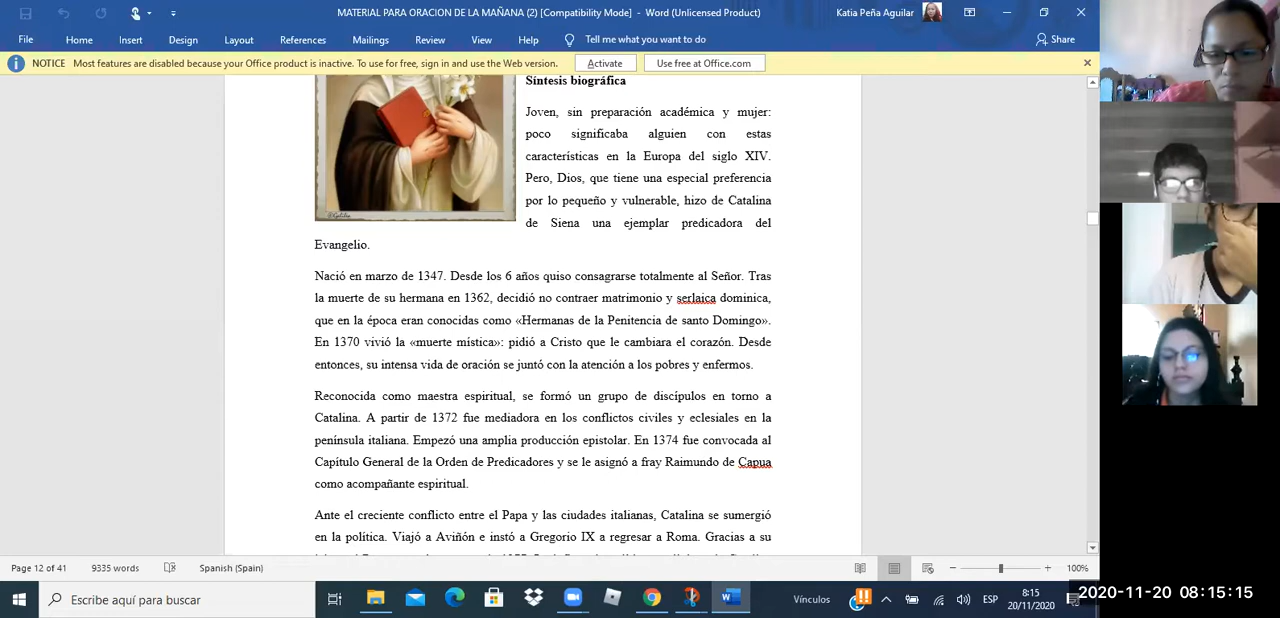 MATERIAL PARA ORACION DE LA MAÑANA (2) [Compatibility Mode] - Word (Unlicensed Product)
Katia Peña Aguilar
File Home Insert Design Layout References Mailings Review View Help Tell me what you want to do
Share
NOTICE Most features are disabled because your Office product is inactive. To use for free, sign in and use the Web version.
Activate
Use free at Office.com
Síntesis biográfica
Joven, sin preparación académica y mujer:
poco significaba alguien con estas
características en la Europa del siglo XIV.
Pero, Dios, que tiene una especial preferencia
por lo pequeño y vulnerable, hizo de Catalina
de Siena una ejemplar predicadora del
Evangelio.
Nació en marzo de 1347. Desde los 6 años quiso consagrarse totalmente al Señor. Tras
la muerte de su hermana en 1362, decidió no contraer matrimonio y serlaica dominica,
que en la época eran conocidas como «Hermanas de la Penitencia de santo Domingo».
En 1370 vivió la «muerte mística»: pidió a Cristo que le cambiara el corazón. Desde
entonces, su intensa vida de oración se juntó con la atención a los pobres y enfermos.
Reconocida como maestra espiritual, se formó un grupo de discípulos en torno a
Catalina. A partir de 1372 fue mediadora en los conflictos civiles y eclesiales en la
península italiana. Empezó una amplia producción epistolar. En 1374 fue convocada al
Capítulo General de la Orden de Predicadores y se le asignó a fray Raimundo de Capua
como acompañante espiritual.
Ante el creciente conflicto entre el Papa y las ciudades italianas, Catalina se sumergió
en la política. Viajó a Aviñón e instó a Gregorio IX a regresar a Roma. Gracias a su
Page 12 of 41
9335 words
Spanish (Spain)
100%
Escribe aquí para buscar
Vínculos
ESP
8:15
20/11/2020
2020-11-20 08:15:15